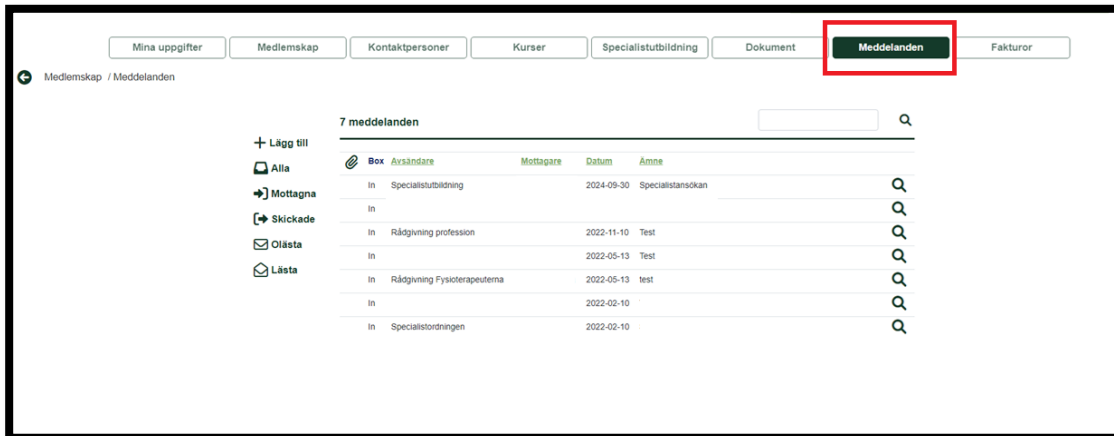 Mina uppgifter Medlemskap Kontaktpersoner Kurser Specialistutbildning Dokument Meddelanden Fakturor
Medlemskap / Meddelanden
7 meddelanden
Lägg till
Alla
Mottagna
Skickade
Olästa
Lästa
Box Avsändare Mottagare Datum Ämne
In Specialistutbildning 2024-09-30 Specialistansökan
In
In Rådgivning profession 2022-11-10 Test
In 2022-05-13 Test
In Rådgivning Fysioterapeuterna 2022-05-13 test
In 2022-02-10
In Specialistordningen 2022-02-10